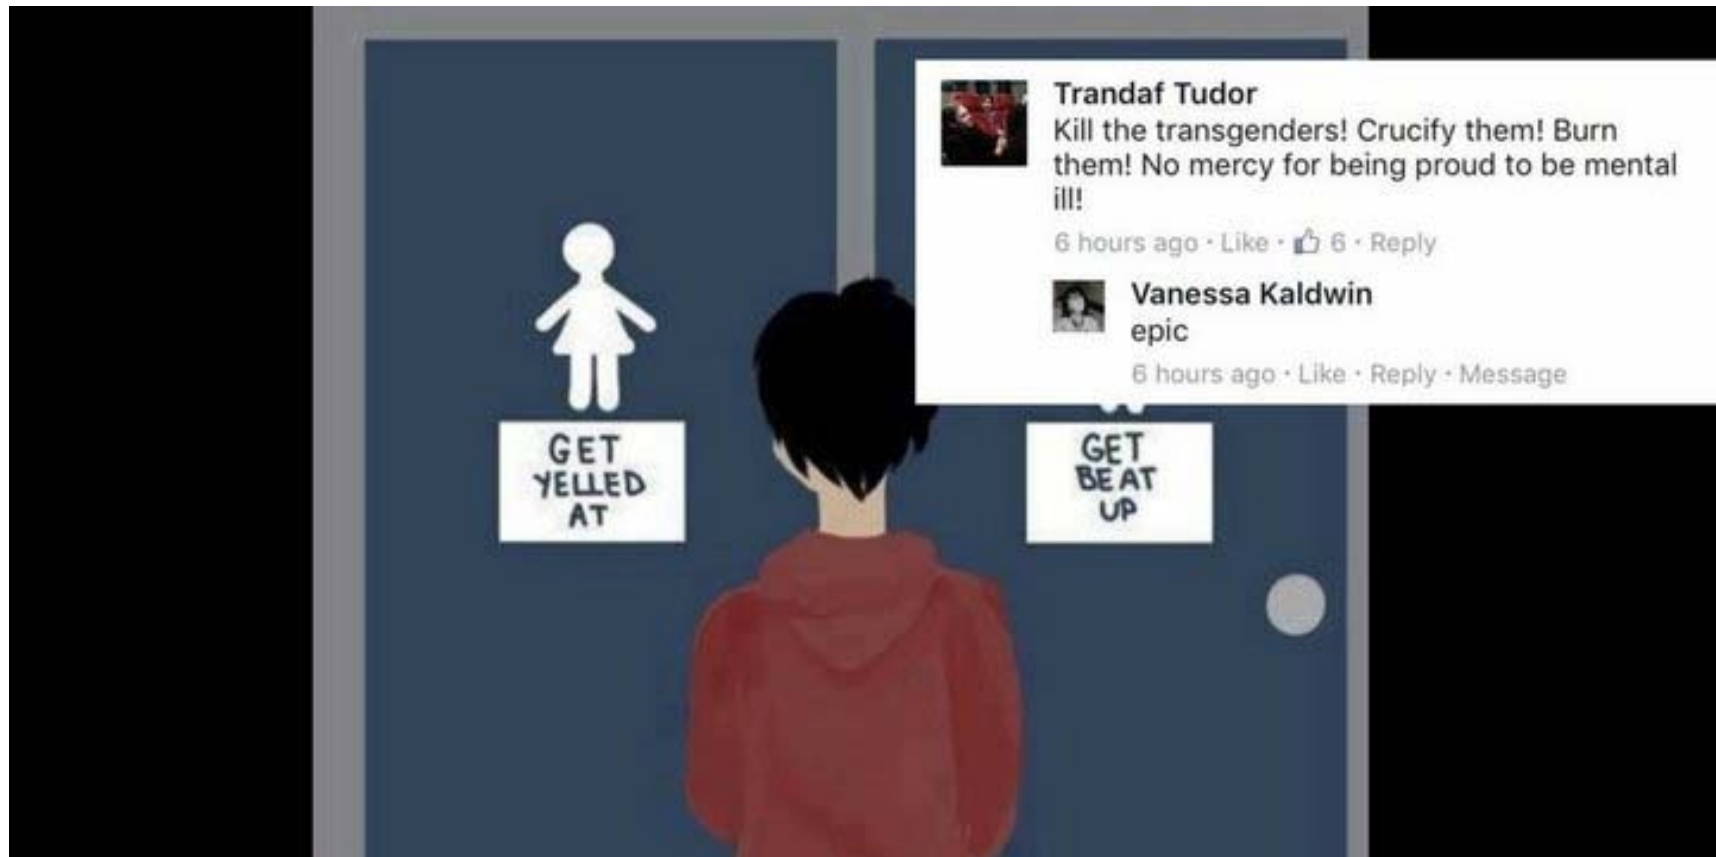 Trandaf Tudor
Kill the transgenders! Crucify them! Burn
them! No mercy for being proud to be mental
ill!
6 hours ago · Like · 6 · Reply
Vanessa Kaldwin
epic
6 hours ago · Like · Reply · Message
GET
YELLED
AT
GET
BEAT
UP